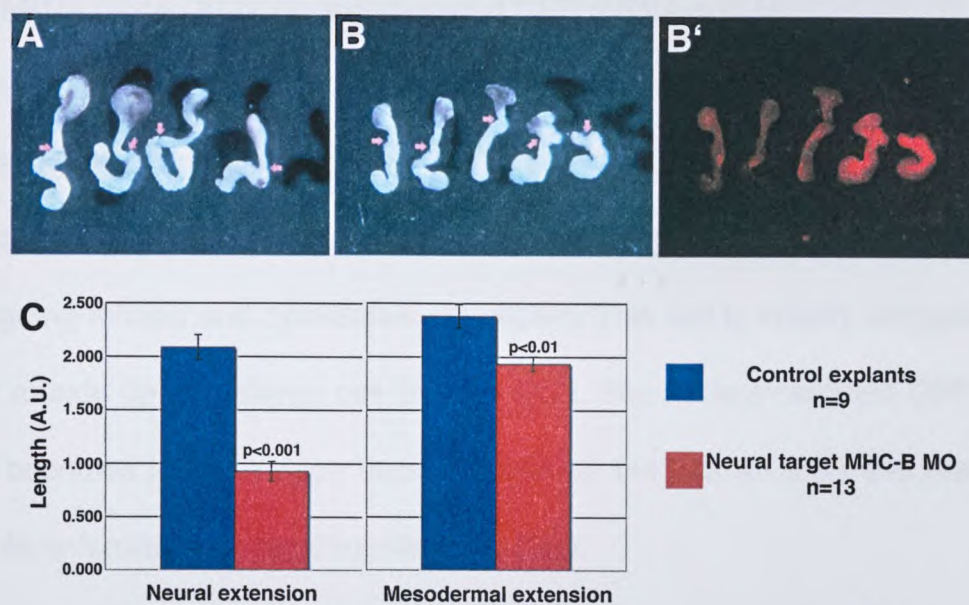 A
B
B'
C
Length (A.U.)
2.500
2.000
1.500
1.000
0.500
0.000
p<0.001
p<0.01
Neural extension
Mesodermal extension
Control explants
n=9
Neural target MHC-B MO
n=13